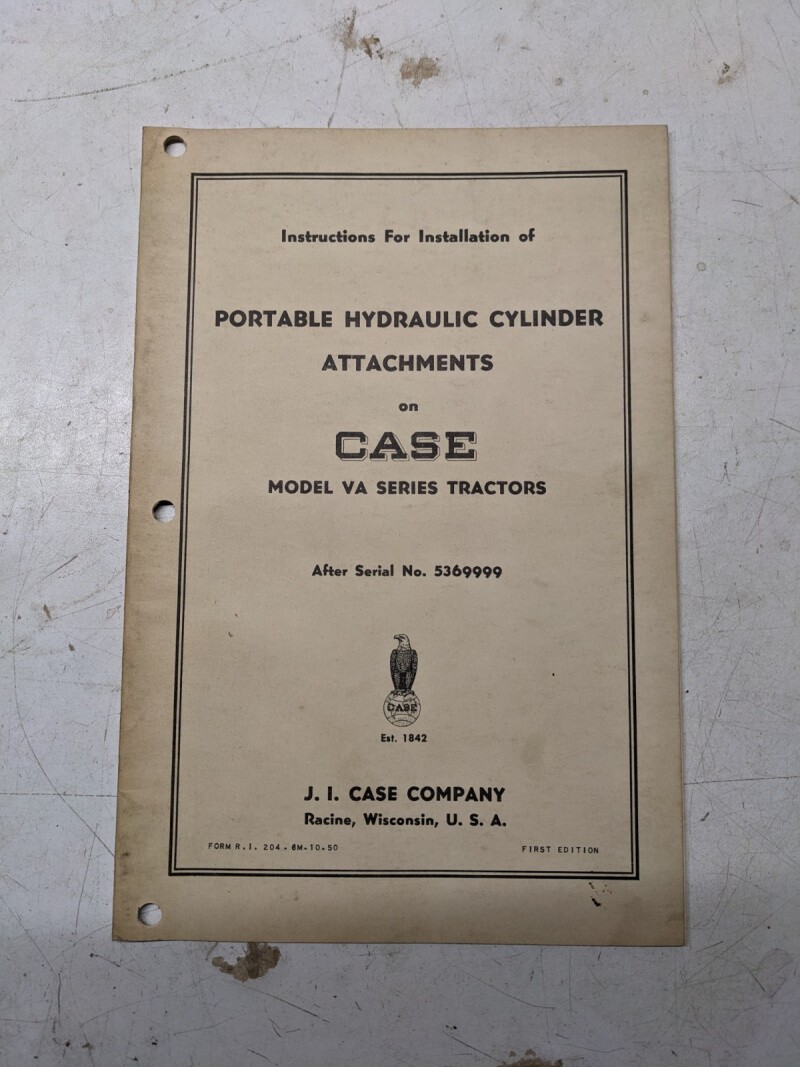 Instructions For Installation of
PORTABLE HYDRAULIC CYLINDER
ATTACHMENTS
on
CASE
MODEL VA SERIES TRACTORS
After Serial No. 5369999
CASE
Est. 1842
J. I. CASE COMPANY
Racine, Wisconsin, U. S. A.
FORM R.I. 204-6M-10-50 FIRST EDITION